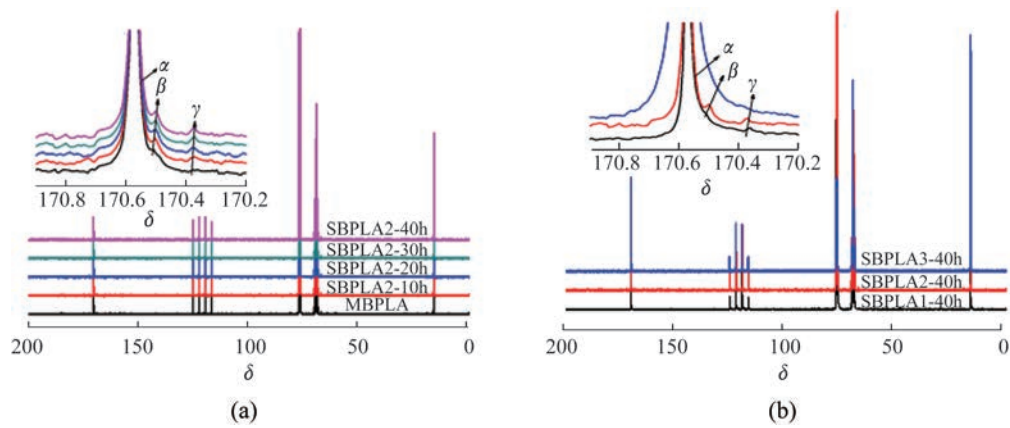 (a)
α
β
γ
170.8 170.6 170.4 170.2
δ
SBPLA2-40h
SBPLA2-30h
SBPLA2-20h
SBPLA2-10h
MBPLA
200 150 100 50 0
δ
(b)
α
β
γ
170.8 170.6 170.4 170.2
δ
SBPLA3-40h
SBPLA2-40h
SBPLA1-40h
200 150 100 50 0
δ
(a)
(b)